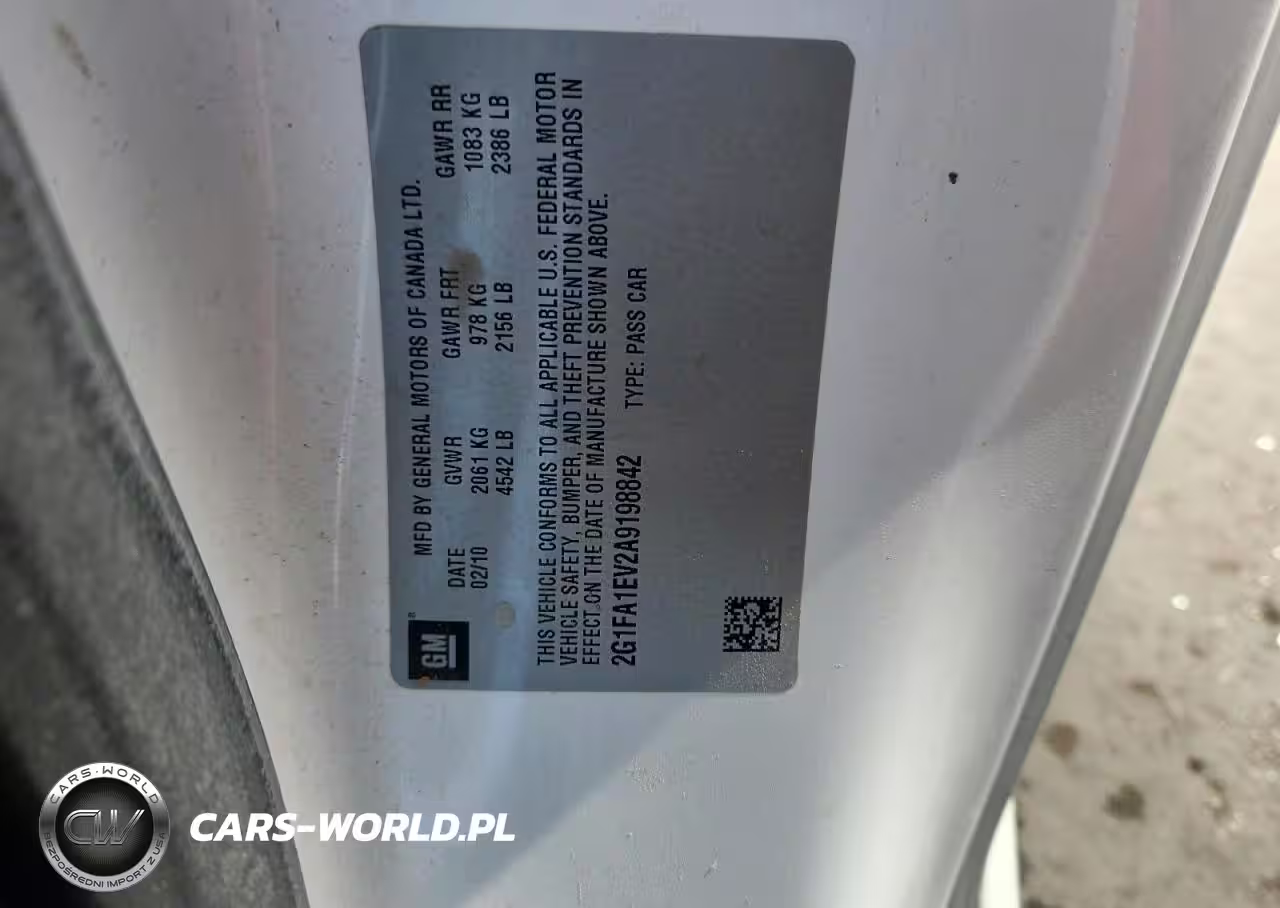 MFD BY GENERAL MOTORS OF CANADA LTD.
DATE GVWR GAWR FRT GAWR RR
02/10 2061 KG 978 KG 1083 KG
4542 LB 2156 LB 2386 LB
GM
®
THIS VEHICLE CONFORMS TO ALL APPLICABLE U.S. FEDERAL MOTOR
VEHICLE SAFETY, BUMPER, AND THEFT PREVENTION STANDARDS IN
EFFECT ON THE DATE OF MANUFACTURE SHOWN ABOVE.
2G1FA1EV2A9198842 TYPE: PASS CAR
CARS-WORLD
CW
BEZPOŚREDNI IMPORT Z USA
CARS-WORLD.PL